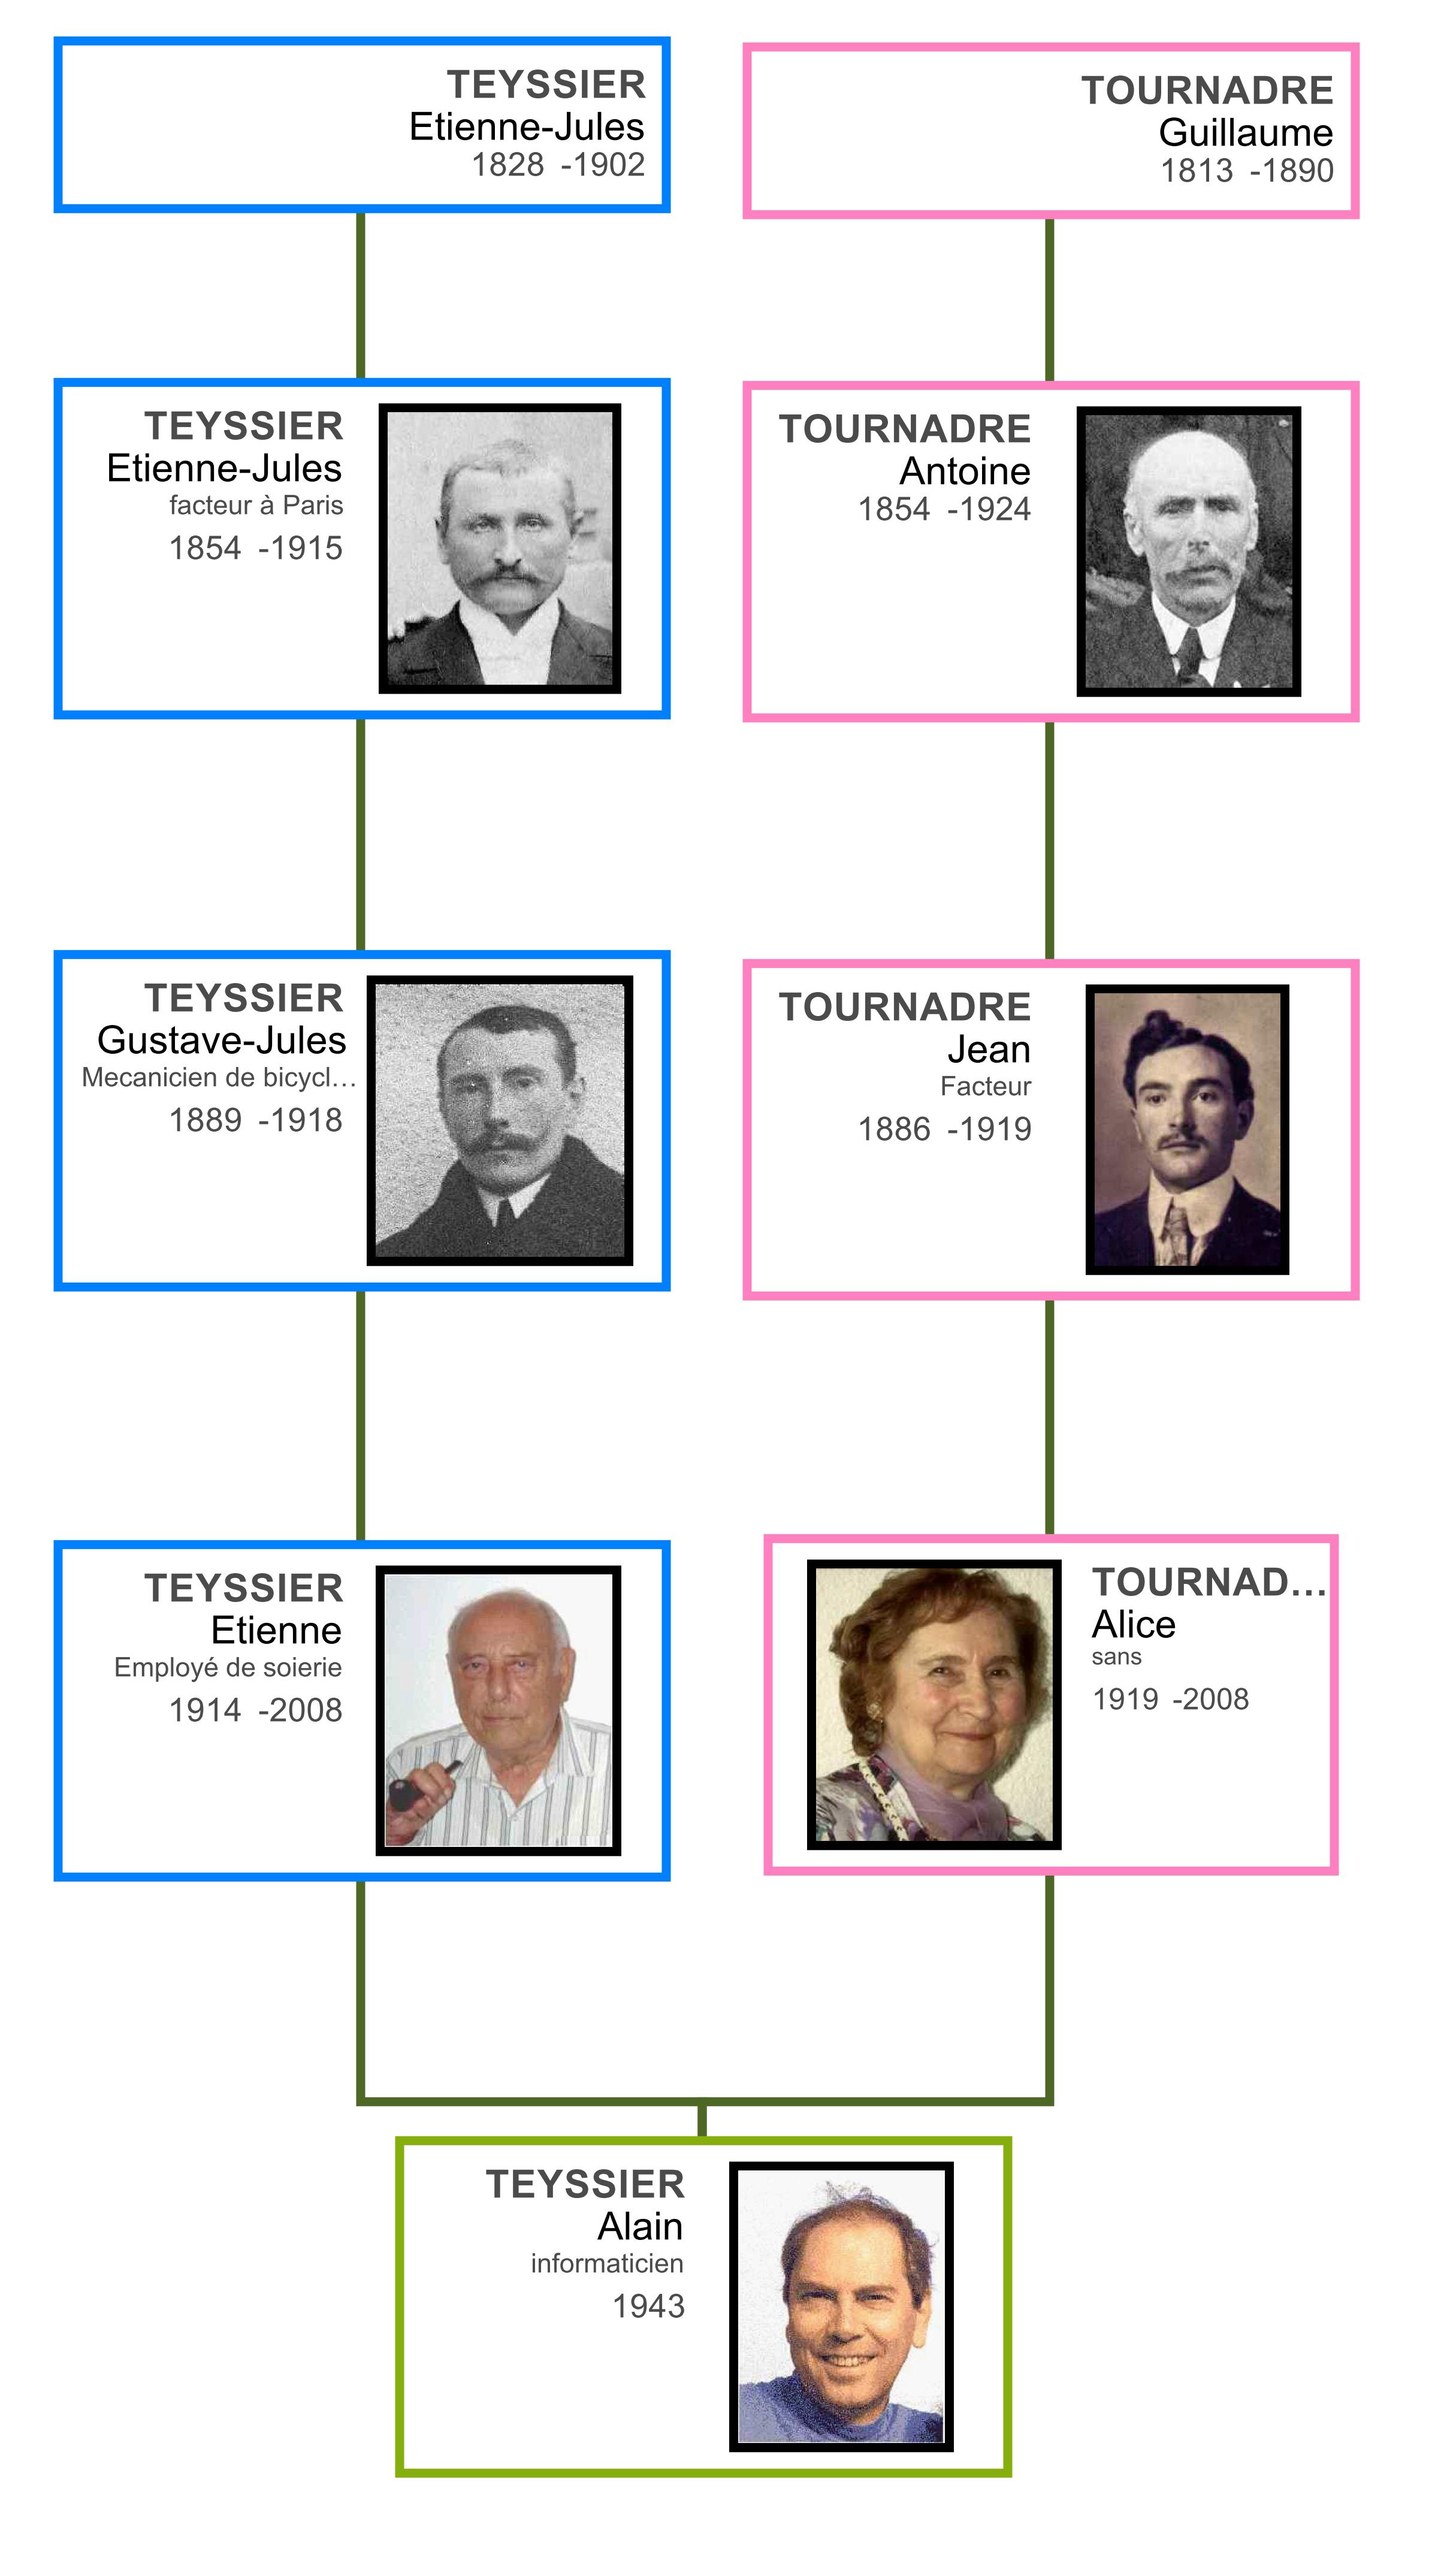 TEYSSIER
Etienne-Jules
1828 -1902
TOURNADRE
Guillaume
1813 -1890
TEYSSIER
Etienne-Jules
facteur à Paris
1854 -1915
TOURNADRE
Antoine
1854 -1924
TEYSSIER
Gustave-Jules
Mecanicien de bicycl…
1889 -1918
TOURNADRE
Jean
Facteur
1886 -1919
TEYSSIER
Etienne
Employé de soierie
1914 -2008
TOURNAD…
Alice
sans
1919 -2008
TEYSSIER
Alain
informaticien
1943